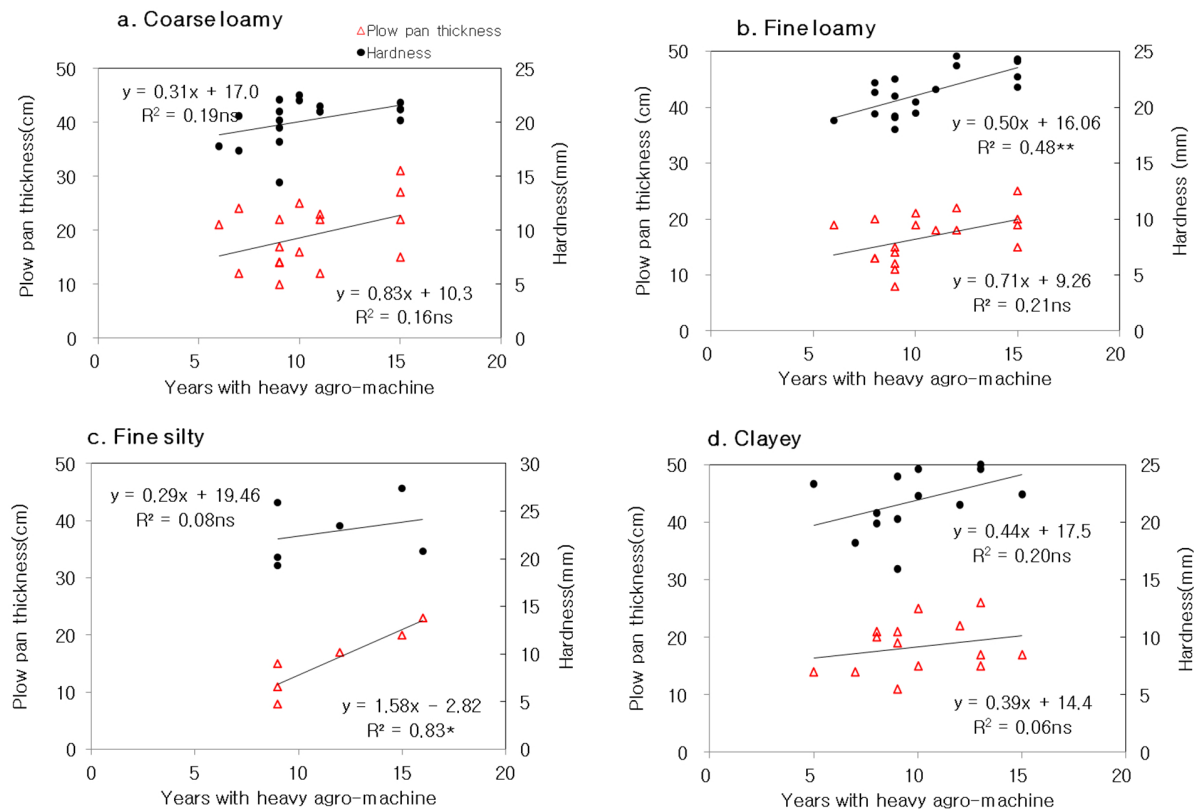 a. Coarse loamy
Plow pan thickness
Hardness
y = 0.31x + 17.0
R² = 0.19ns
y = 0.83x + 10.3
R² = 0.16ns
50
40
30
20
10
0
25
20
15
10
5
0
0 5 10 15 20
Plow pan thickness(cm)
Hardness(mm)
Years with heavy agro-machine
b. Fine loamy
y = 0.50x + 16.06
R² = 0.48**
y = 0.71x + 9.26
R² = 0.21ns
50
40
30
20
10
0
25
20
15
10
5
0
0 5 10 15 20
Plow pan thickness (cm)
Hardness (mm)
Years with heavy agro-machine
c. Fine silty
y = 0.29x + 19.46
R² = 0.08ns
y = 1.58x − 2.82
R² = 0.83*
50
40
30
20
10
0
30
25
20
15
10
5
0
0 5 10 15 20
Plow pan thickness(cm)
Hardness(mm)
Years with heavy agro-machine
d. Clayey
y = 0.44x + 17.5
R² = 0.20ns
y = 0.39x + 14.4
R² = 0.06ns
50
40
30
20
10
0
25
20
15
10
5
0
0 5 10 15 20
Plow pan thickness(cm)
Hardness(mm)
Years with heavy agro-machine